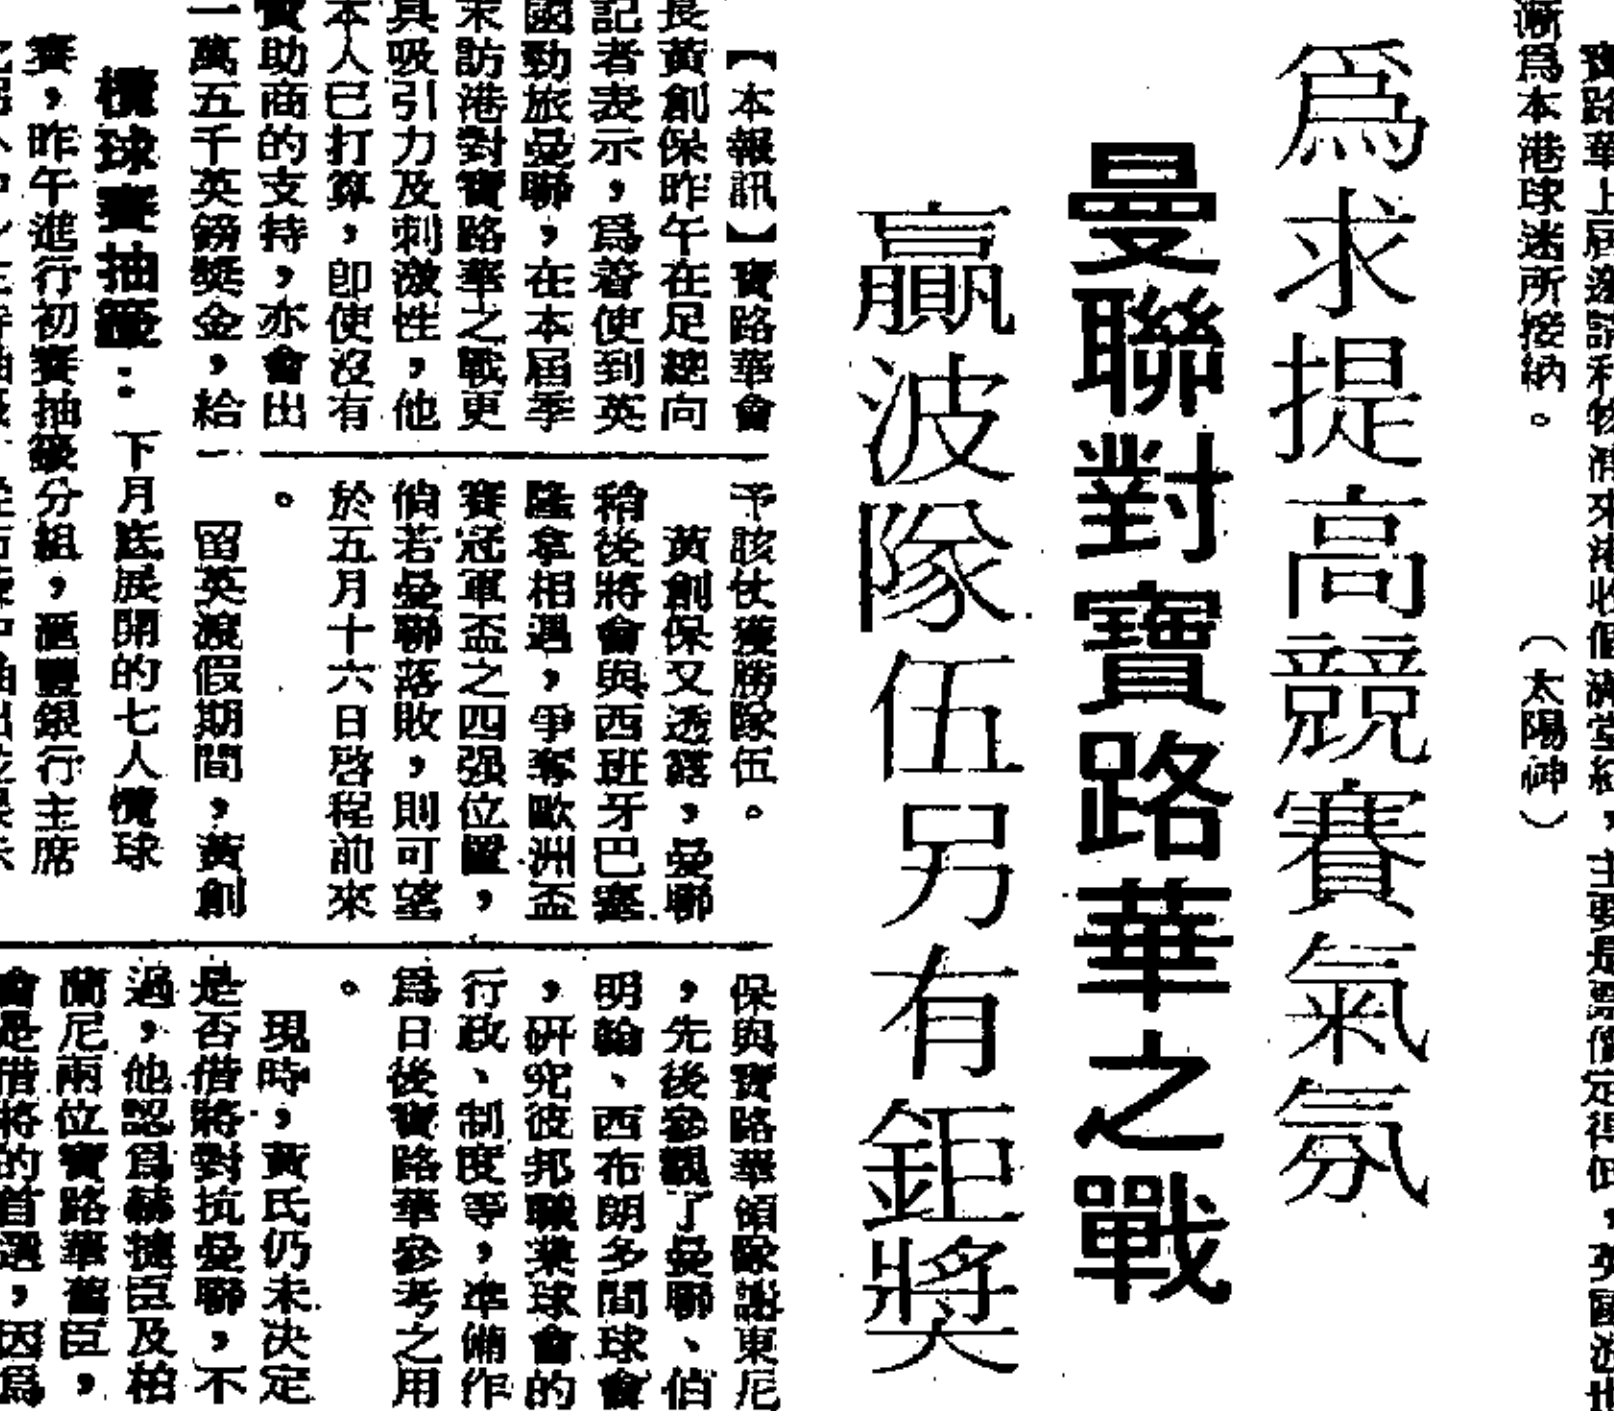 漸爲本港球迷所接納。
（太陽神）
爲求提高競賽氣氛
曼聯對寶路華之戰
贏波隊伍另有鉅獎
【本報訊】寶路華會
長黃創保昨午在足總向
記者表示，爲着使到英
國勁旅曼聯，在本屆季
末訪港對寶路華之戰更
具吸引力及刺激性，他
本人巳打算，卽使沒有
贊助商的支持，亦會出
一萬五千英鎊獎金，給
予該仗獲勝隊伍。
黃創保又透露，曼聯
稍後將會與西班牙巴塞
隆拿相遇，爭奪歐洲盃
賽冠軍盃之四强位置，
倘若曼聯落敗，則可望
於五月十六日啓程前來
。
留英渡假期間，黃創
保與寶路華領隊謝東尼
，先後參觀了曼聯、伯
明翰、西布朗多間球會
，研究彼邦職業球會的
行政、制度等，準備作
爲日後寶路華參考之用
。
現時，黃氏仍未決定
是否借將對抗曼聯，不
過，他認爲赫捷臣及柏
蘭尼兩位寶路華舊臣，
會是借將的首選，因爲
欖球賽抽籤：下月底展開的七人欖球
賽，昨午進行初賽抽籤分組，滙豐銀行主席